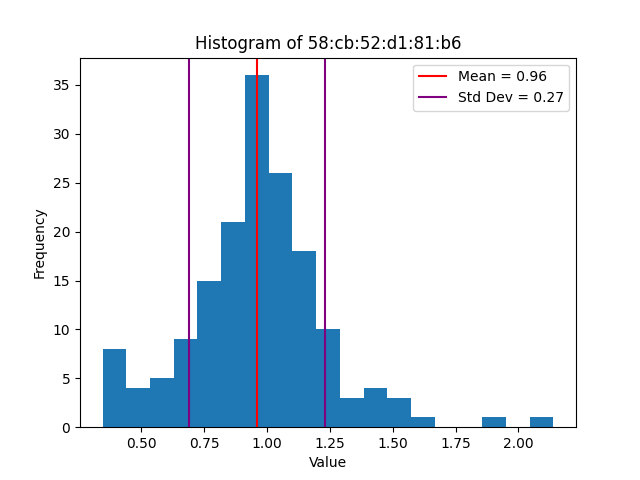 Histogram of 58:cb:52:d1:81:b6
Mean = 0.96
Std Dev = 0.27
Frequency
35
30
25
20
15
10
5
0
0.50 0.75 1.00 1.25 1.50 1.75 2.00
Value